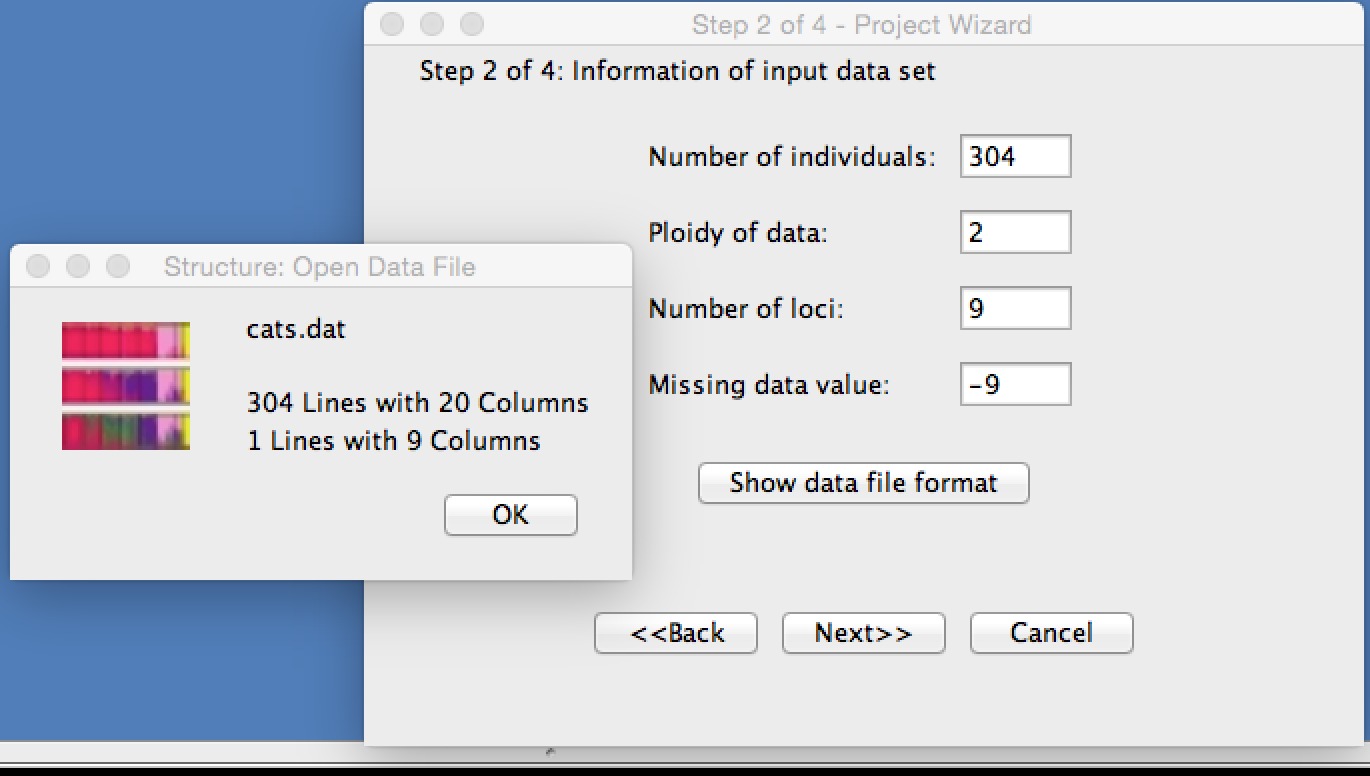 Step 2 of 4 - Project Wizard
Step 2 of 4: Information of input data set
Number of individuals: 304
Ploidy of data: 2
Number of loci: 9
Missing data value: -9
Show data file format
<<Back Next>> Cancel
Structure: Open Data File
cats.dat
304 Lines with 20 Columns
1 Lines with 9 Columns
OK